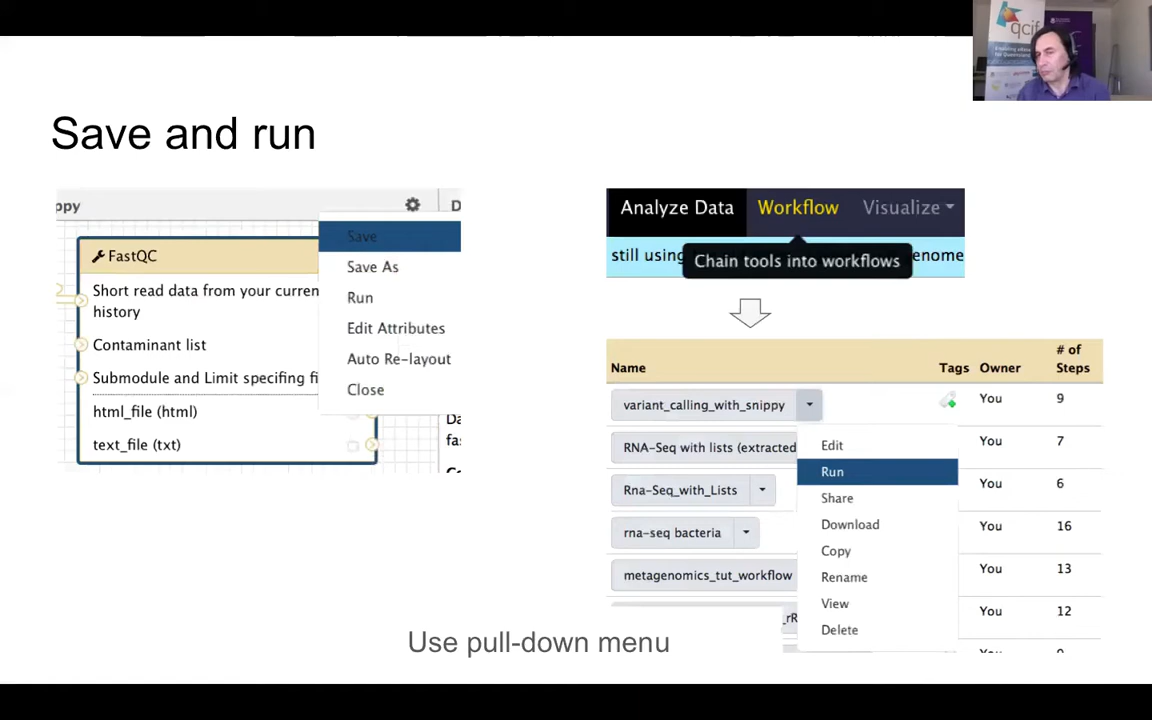 qcif
Save and run
ppy
FastQC
Short read data from your current
history
Contaminant list
Submodule and Limit specifing fi
html_file (html)
text_file (txt)
Save
Save As
Run
Edit Attributes
Auto Re-layout
Close
Analyze Data Workflow Visualize
still using
enome
Chain tools into workflows
Name Tags Owner # of
Steps
variant_calling_with_snippy You 9
RNA-Seq with lists (extracted You 7
Rna-Seq_with_Lists You 6
rna-seq bacteria You 16
metagenomics_tut_workflow You 13
You 12
Edit
Run
Share
Download
Copy
Rename
View
Delete
Use pull-down menu